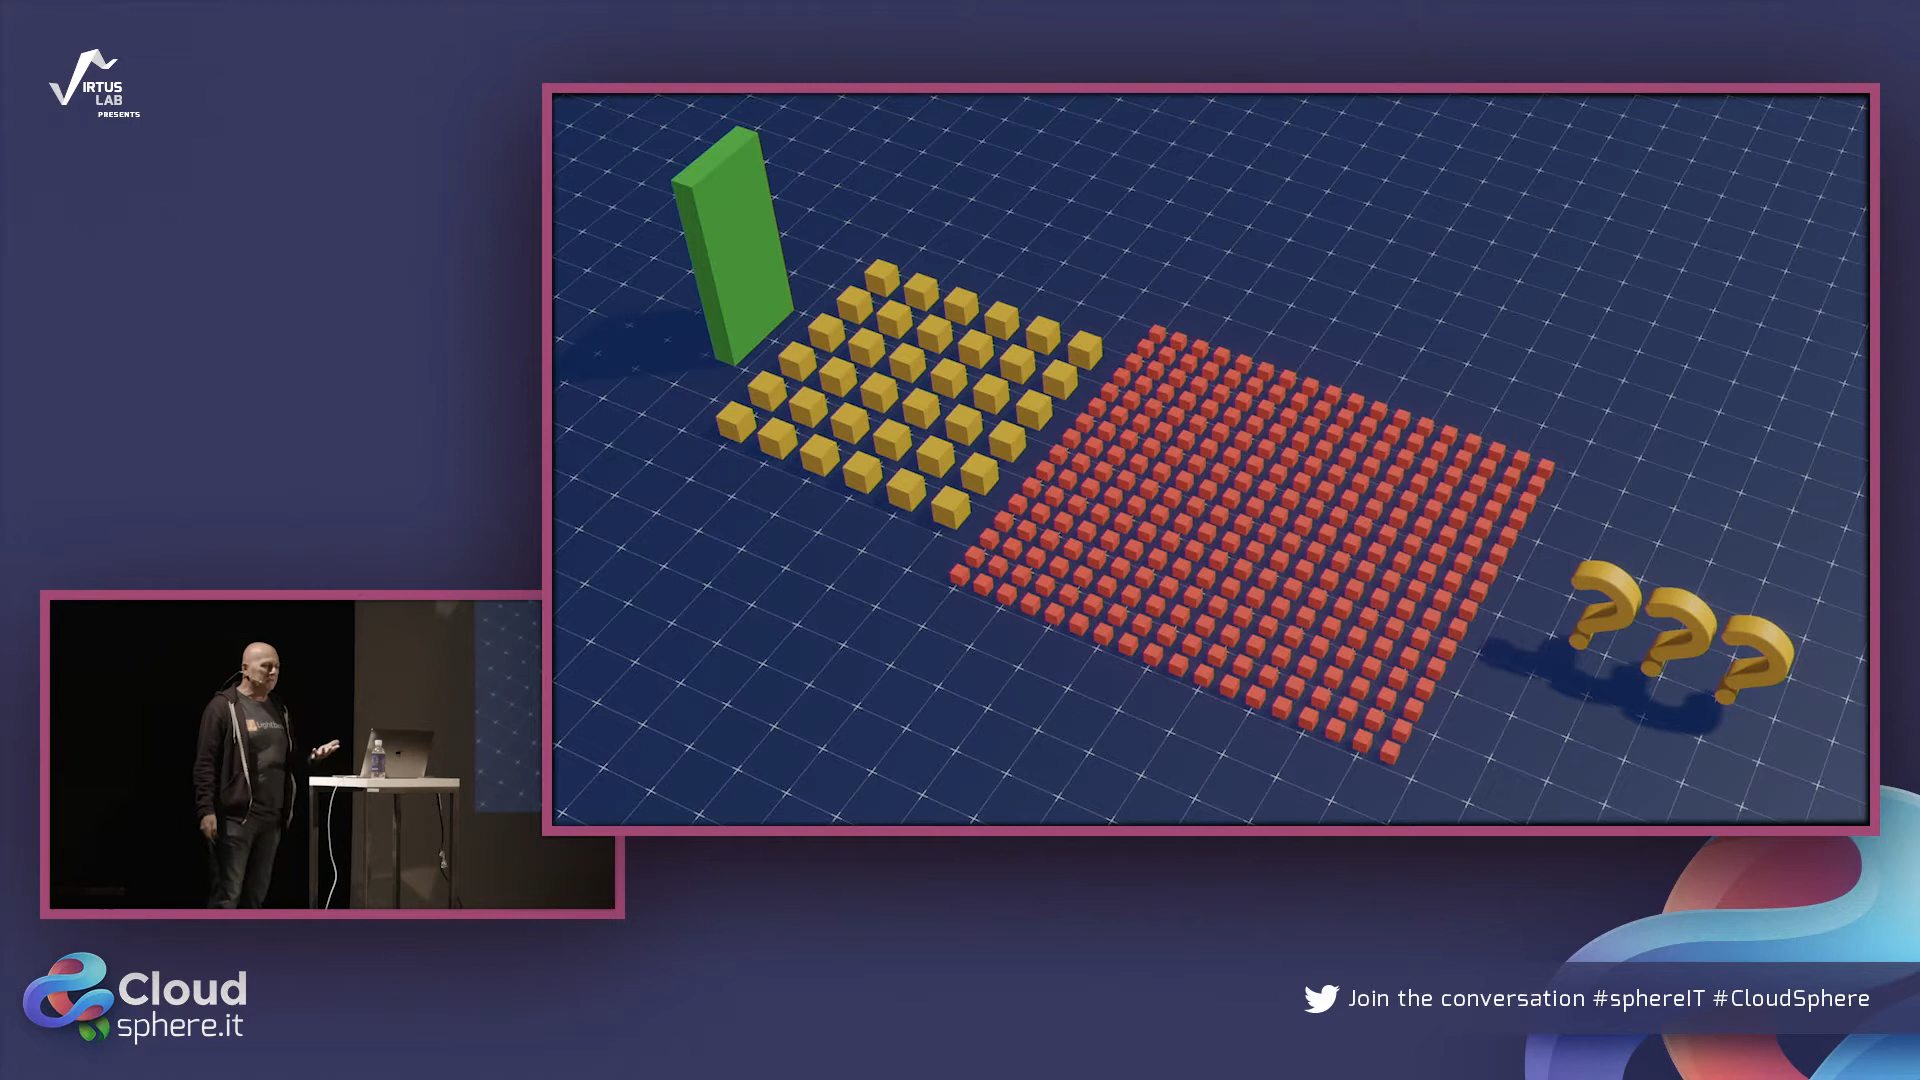 IRTUS
LAB
PRESENTS
???
Cloud
sphere.it
Join the conversation #sphereIT #CloudSphere